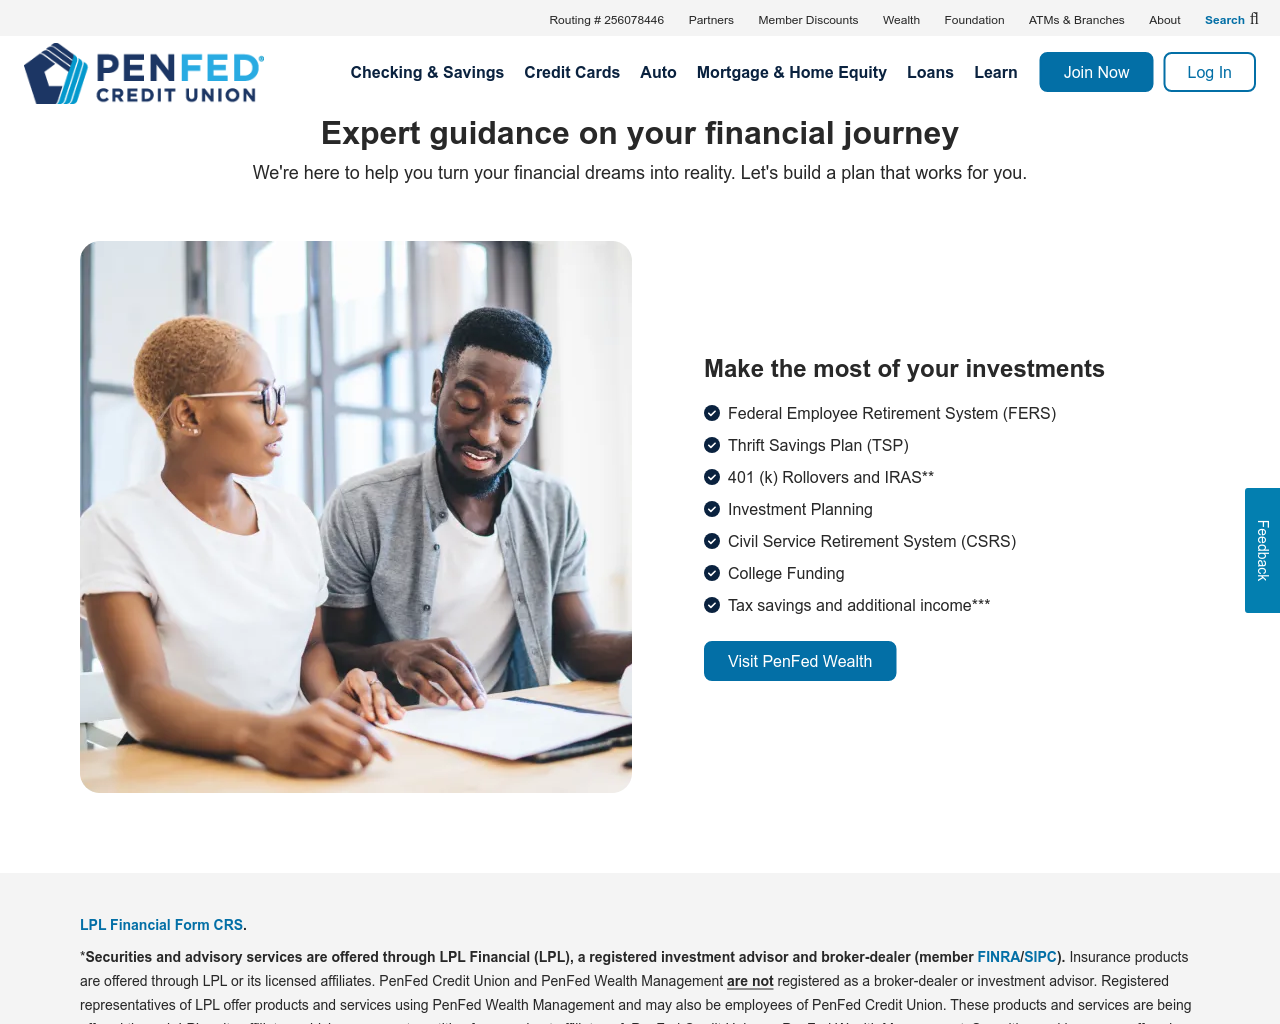 Routing # 256078446 Partners Member Discounts Wealth Foundation ATMs & Branches About Search
PENFED®
CREDIT UNION
Checking & Savings Credit Cards Auto Mortgage & Home Equity Loans Learn Join Now Log In
Expert guidance on your financial journey
We're here to help you turn your financial dreams into reality. Let's build a plan that works for you.
Make the most of your investments
Federal Employee Retirement System (FERS)
Thrift Savings Plan (TSP)
401 (k) Rollovers and IRAS**
Investment Planning
Civil Service Retirement System (CSRS)
College Funding
Tax savings and additional income***
Visit PenFed Wealth
Feedback
LPL Financial Form CRS.
*Securities and advisory services are offered through LPL Financial (LPL), a registered investment advisor and broker-dealer (member FINRA/SIPC). Insurance products
are offered through LPL or its licensed affiliates. PenFed Credit Union and PenFed Wealth Management are not registered as a broker-dealer or investment advisor. Registered
representatives of LPL offer products and services using PenFed Wealth Management and may also be employees of PenFed Credit Union. These products and services are being